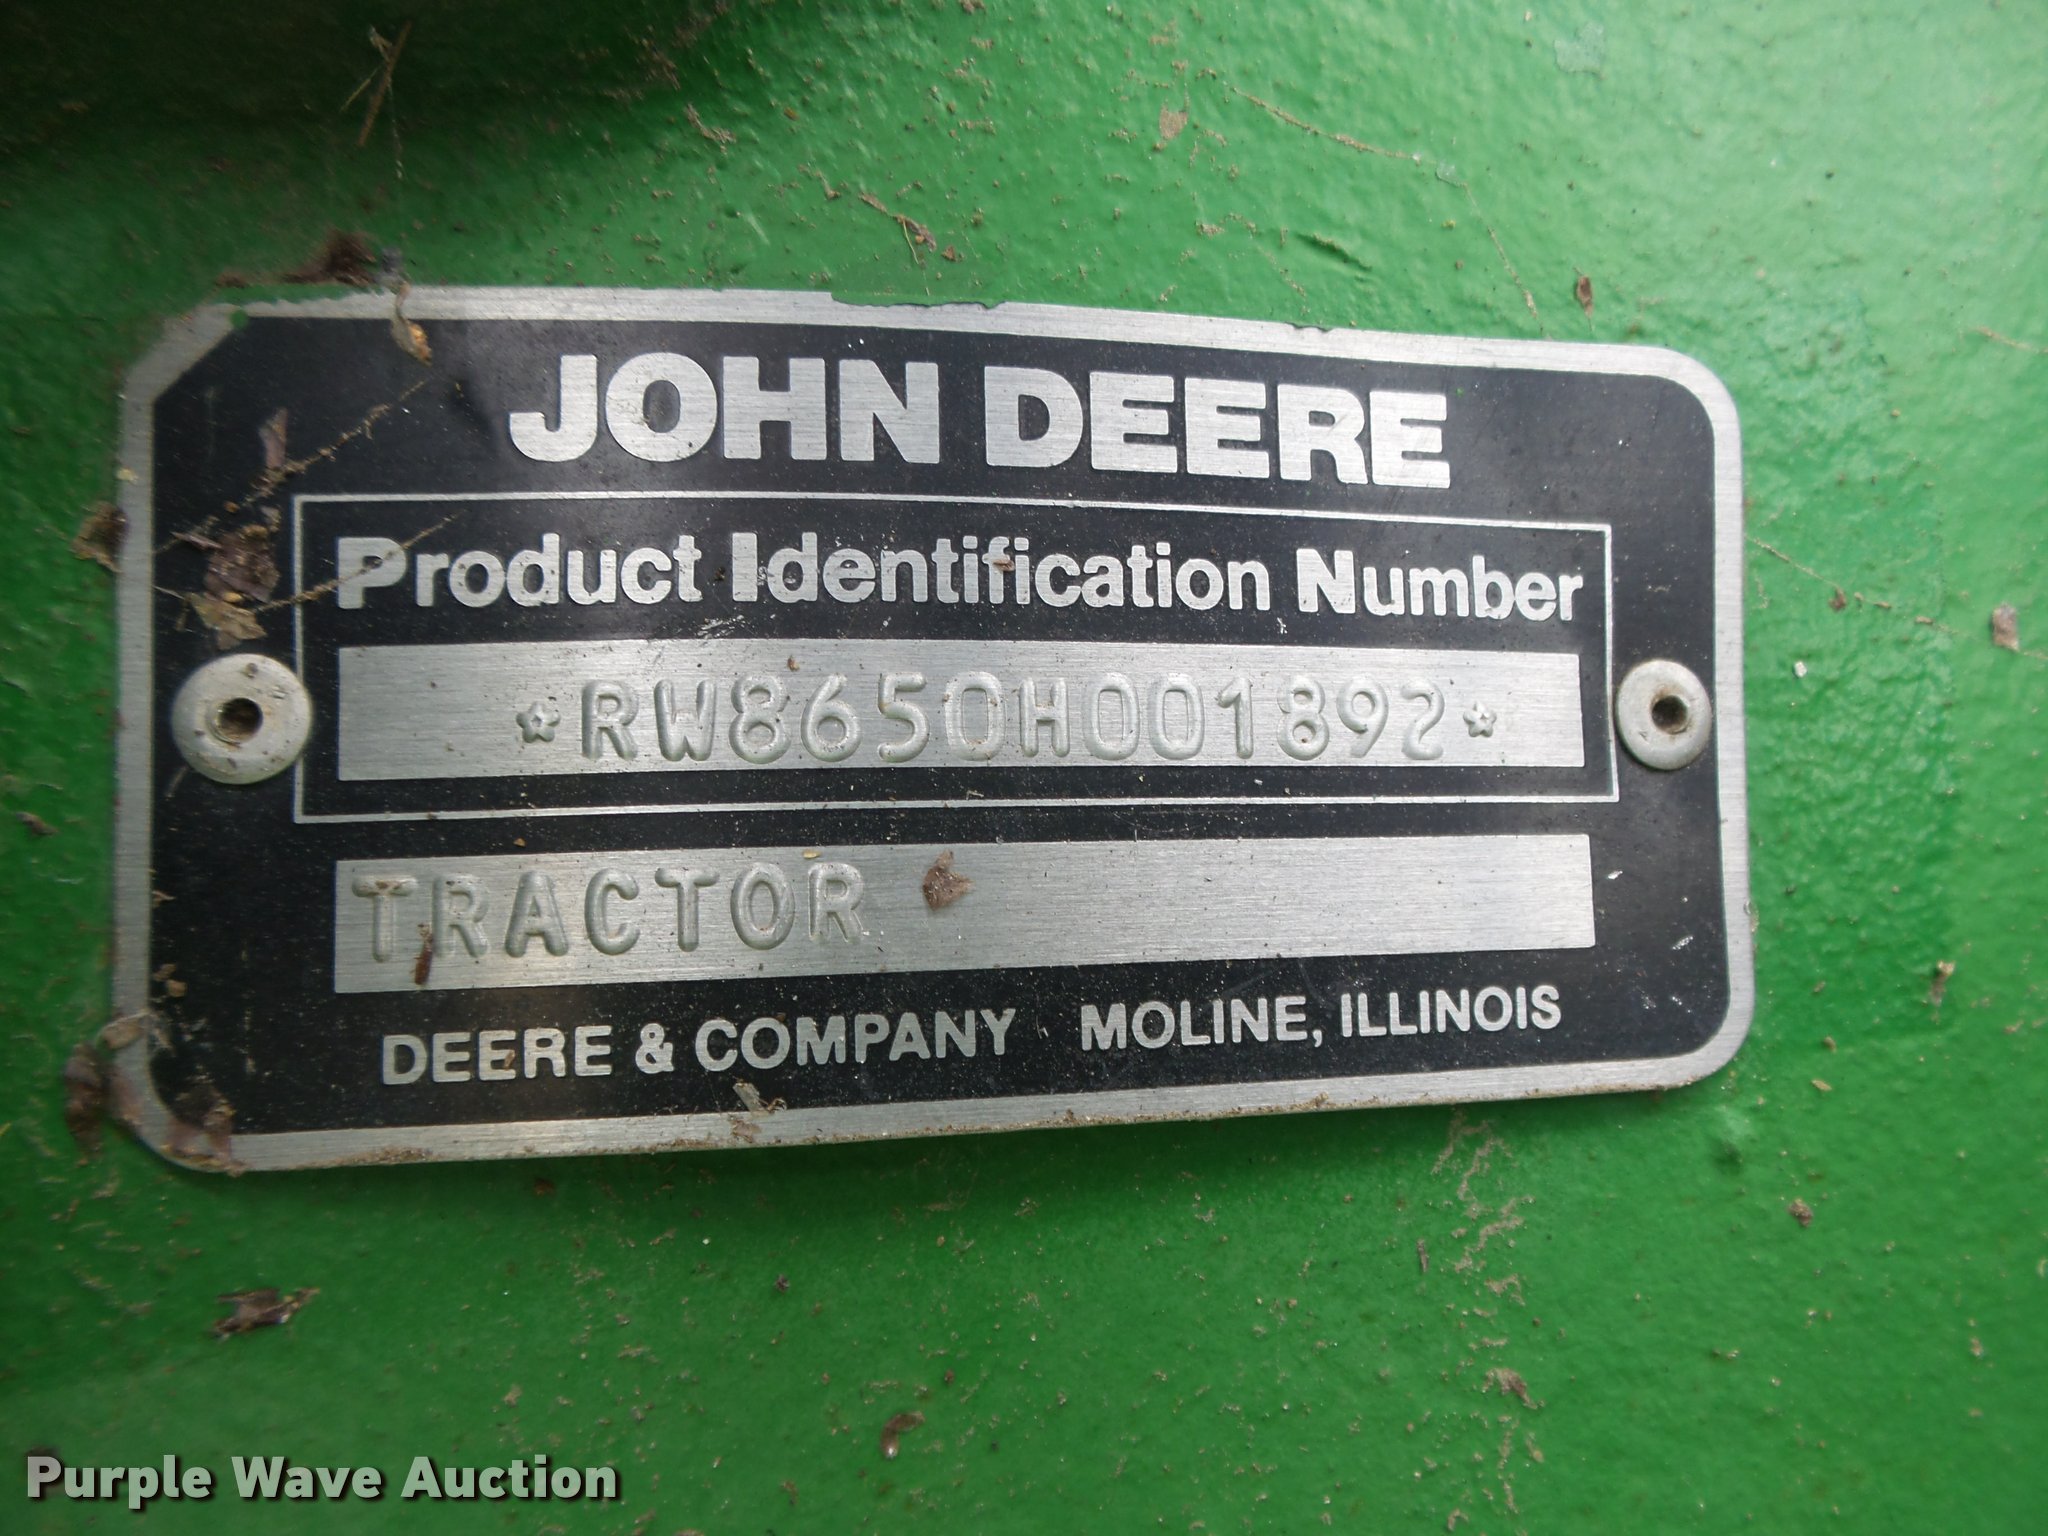 JOHN DEERE
Product Identification Number
*RW8650H001892*
TRACTOR
DEERE & COMPANY MOLINE, ILLINOIS
Purple Wave Auction